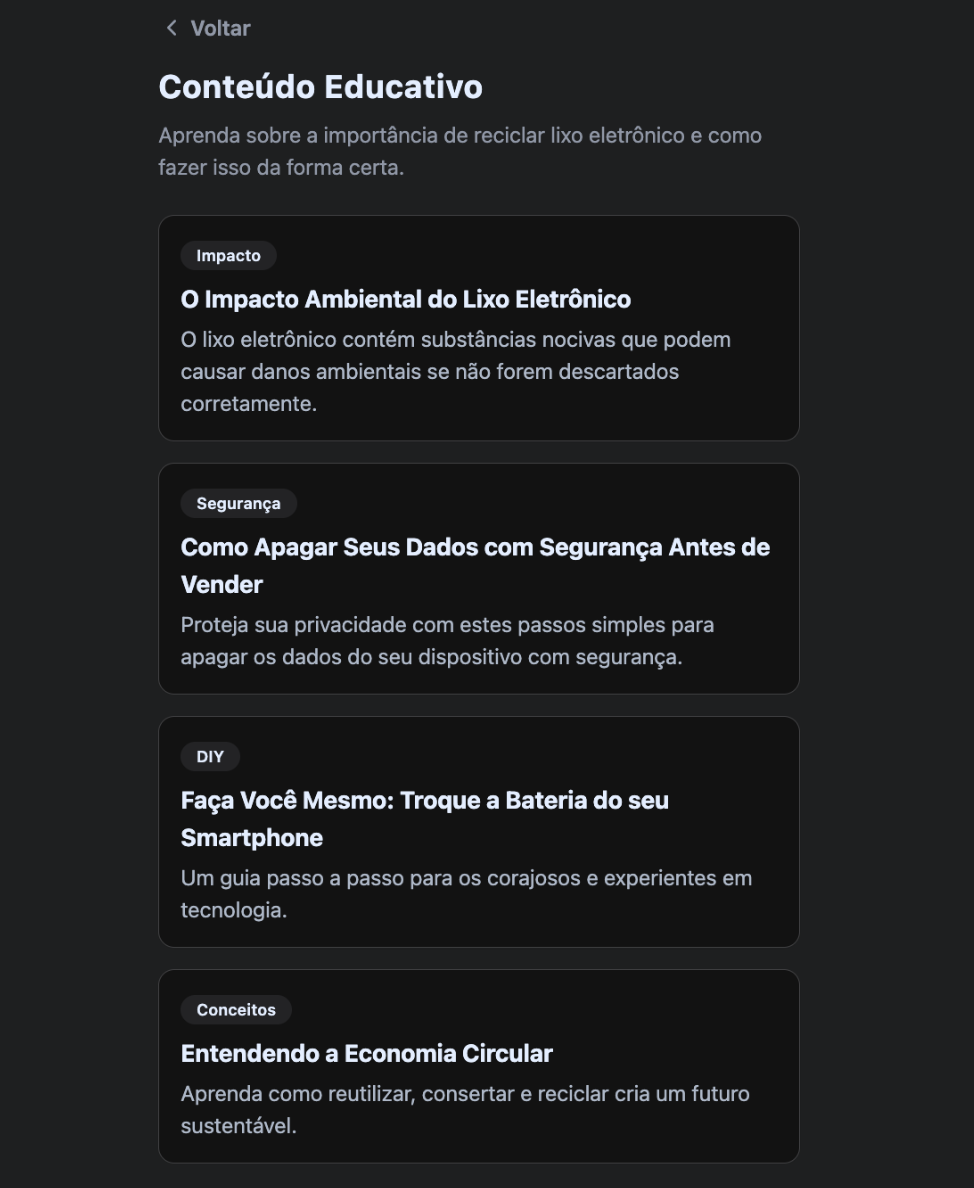 Voltar
Conteúdo Educativo
Aprenda sobre a importância de reciclar lixo eletrônico e como
fazer isso da forma certa.
Impacto
O Impacto Ambiental do Lixo Eletrônico
O lixo eletrônico contém substâncias nocivas que podem
causar danos ambientais se não forem descartados
corretamente.
Segurança
Como Apagar Seus Dados com Segurança Antes de
Vender
Proteja sua privacidade com estes passos simples para
apagar os dados do seu dispositivo com segurança.
DIY
Faça Você Mesmo: Troque a Bateria do seu
Smartphone
Um guia passo a passo para os corajosos e experientes em
tecnologia.
Conceitos
Entendendo a Economia Circular
Aprenda como reutilizar, consertar e reciclar cria um futuro
sustentável.